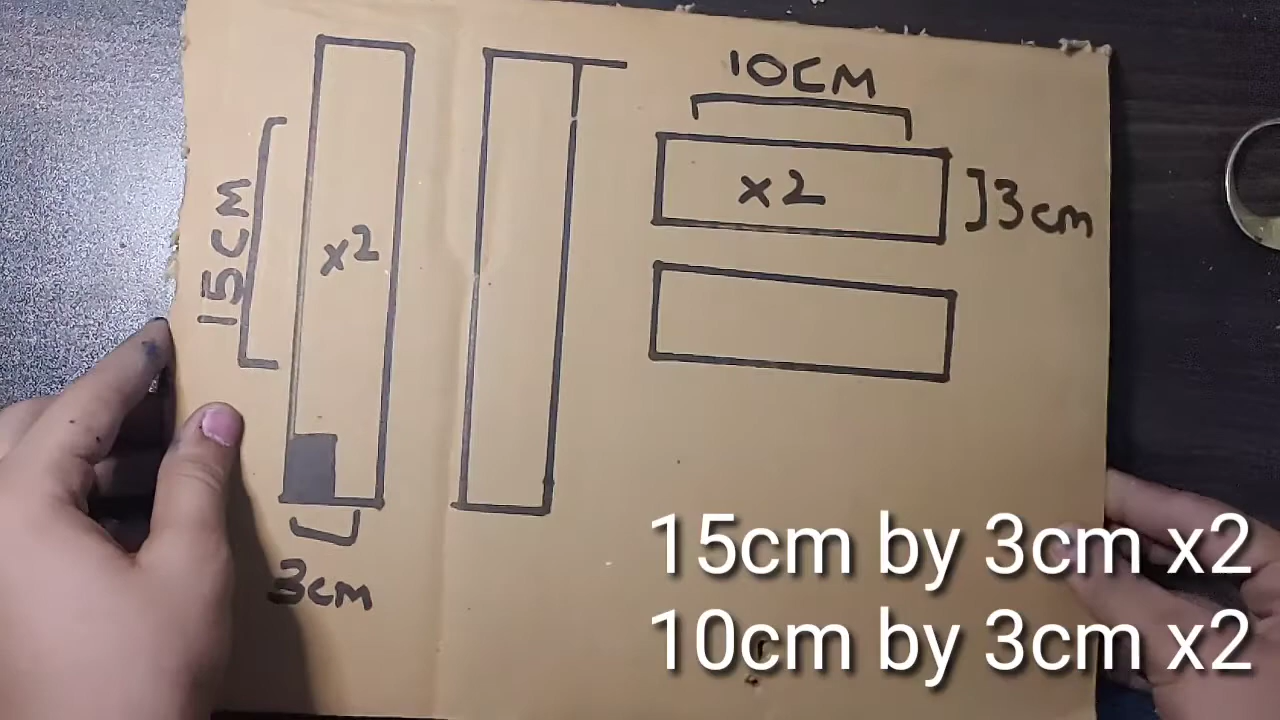 10CM
x2
3cm
15CM
x2
3cm
15cm by 3cm x2
10cm by 3cm x2